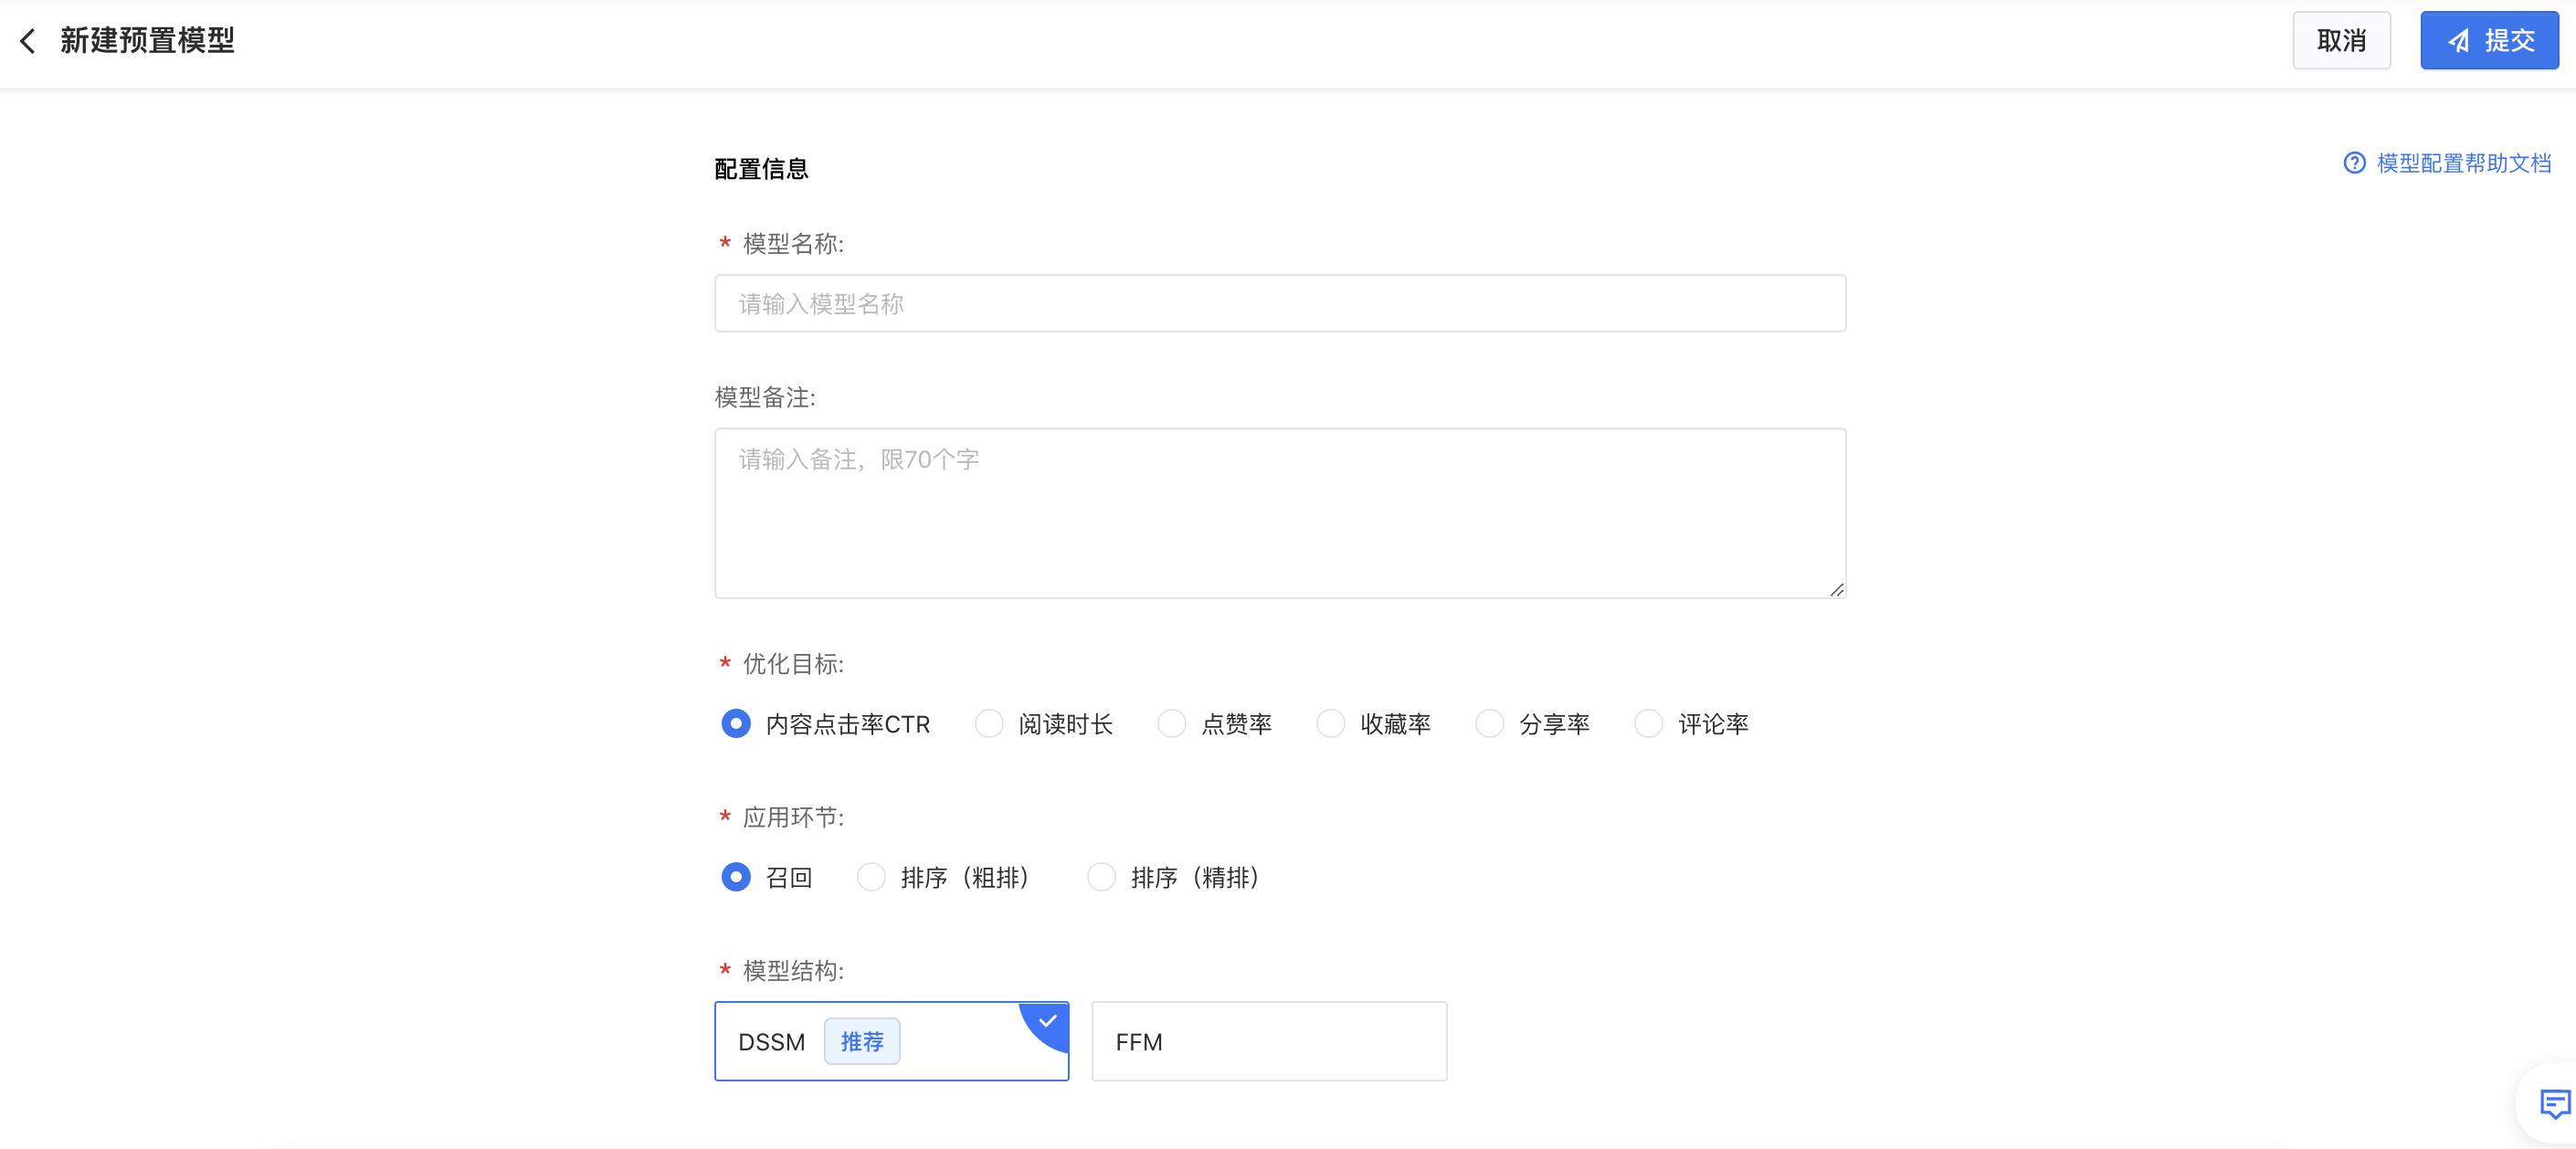 新建预置模型
取消
提交
配置信息
模型配置帮助文档
* 模型名称:
请输入模型名称
模型备注:
请输入备注，限70个字
* 优化目标:
内容点击率CTR 阅读时长 点赞率 收藏率 分享率 评论率
* 应用环节:
召回 排序（粗排） 排序（精排）
* 模型结构:
DSSM 推荐 FFM